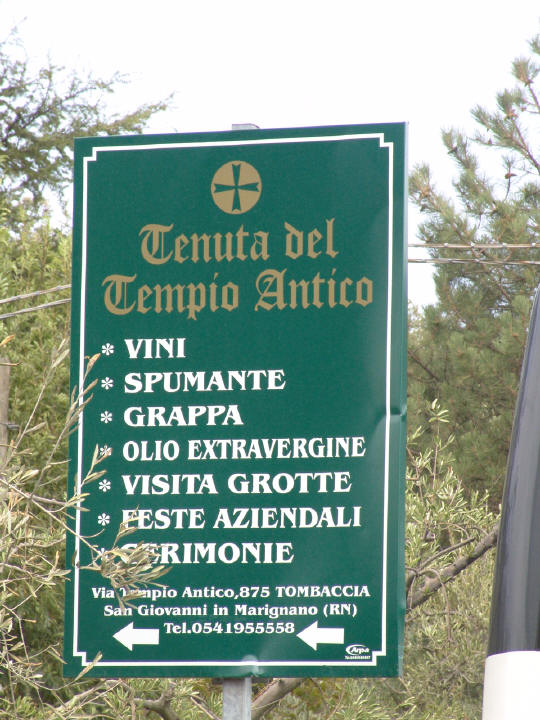 Tenuta del
Tempio Antico
* VINI
* SPUMANTE
* GRAPPA
* OLIO EXTRAVERGINE
* VISITA GROTTE
* FESTE AZIENDALI
* CERIMONIE
Via Tempio Antico,875 TOMBACCIA
San Giovanni in Marignano (RN)
Tel.0541955558
Arpa